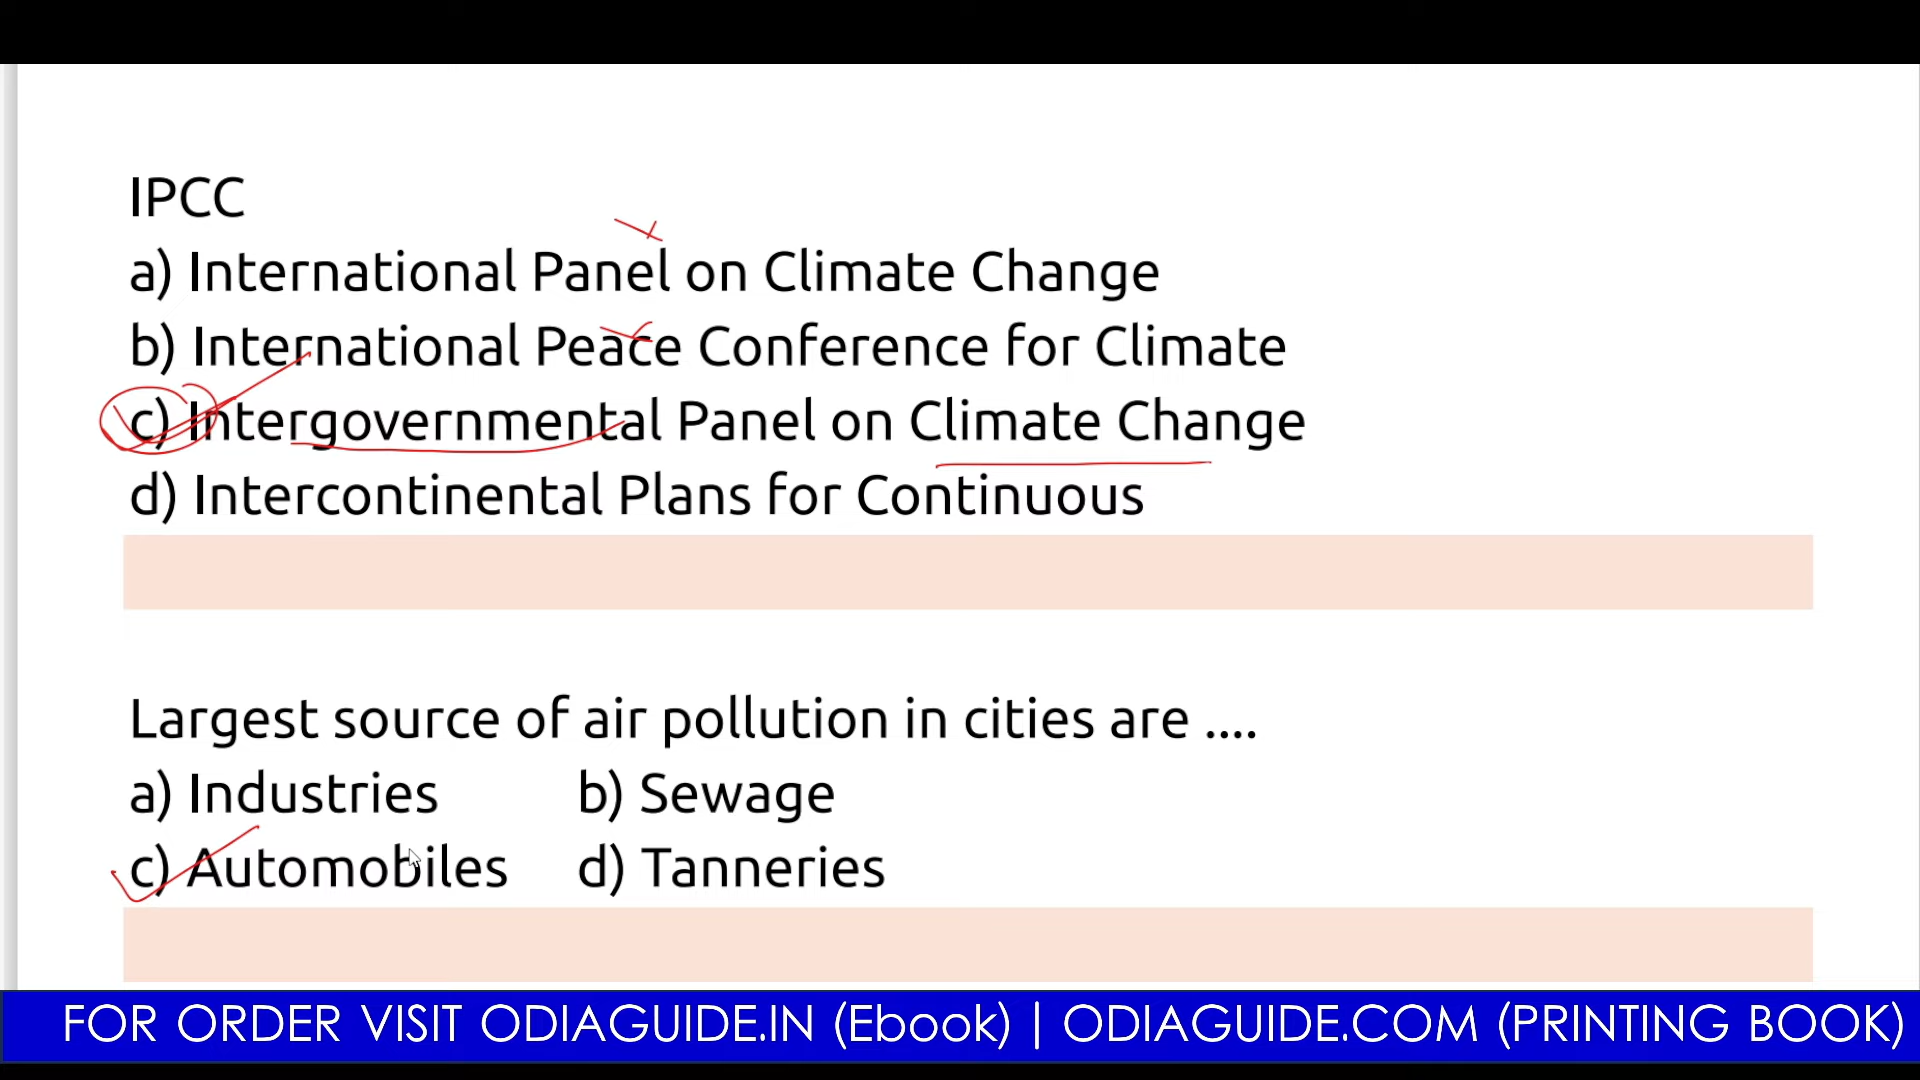 IPCC
a) International Panel on Climate Change
b) International Peace Conference for Climate
c) Intergovernmental Panel on Climate Change
d) Intercontinental Plans for Continuous
Largest source of air pollution in cities are ....
a) Industries b) Sewage
c) Automobiles d) Tanneries
FOR ORDER VISIT ODIAGUIDE.IN (Ebook) | ODIAGUIDE.COM (PRINTING BOOK)